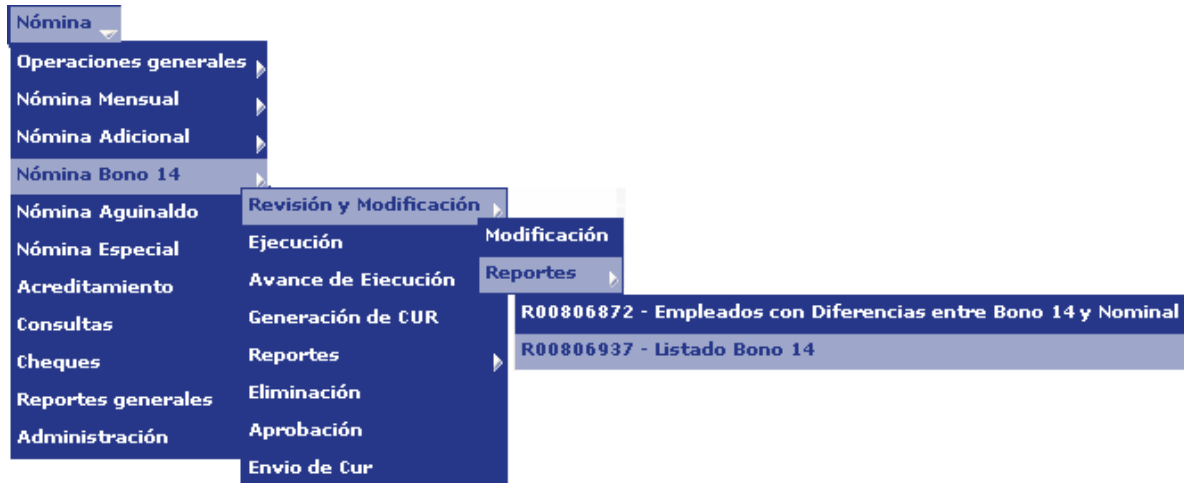 Nómina
Operaciones generales
Nómina Mensual
Nómina Adicional
Nómina Bono 14
Nómina Aguinaldo
Nómina Especial
Acreditamiento
Consultas
Cheques
Reportes generales
Administración
Revisión y Modificación
Ejecución
Avance de Ejecución
Generación de CUR
Reportes
Eliminación
Aprobación
Envio de Cur
Modificación
Reportes
R00806872 - Empleados con Diferencias entre Bono 14 y Nominal
R00806937 - Listado Bono 14